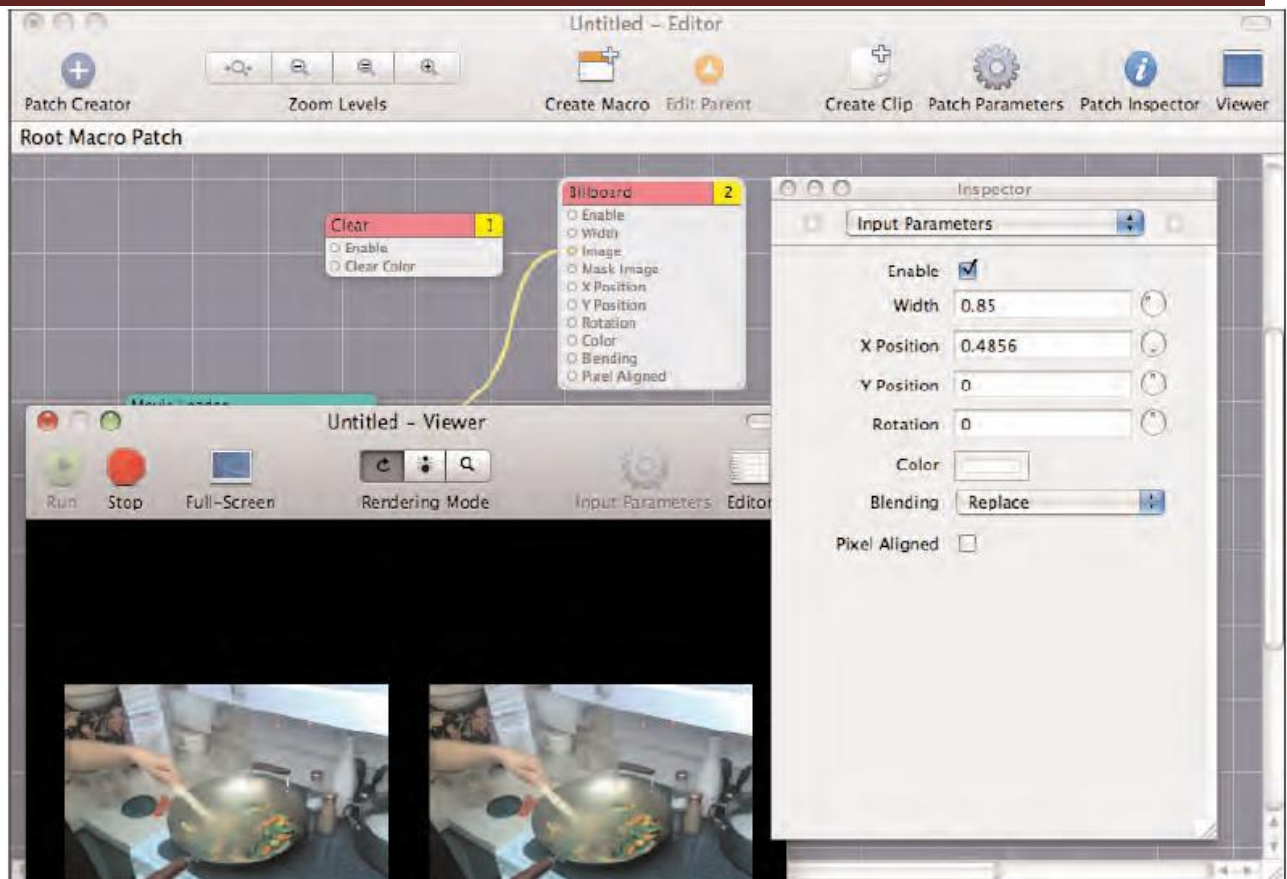 Untitled – Editor
Patch Creator
Zoom Levels
Create Macro
Edit Parent
Create Clip
Patch Parameters
Patch Inspector
Viewer
Root Macro Patch
Clear 1
Enable
Clear Color
Billboard 2
Enable
Width
Image
Mask Image
X Position
Y Position
Rotation
Color
Blending
Pixel Aligned
Inspector
Input Parameters
Enable
Width 0.85
X Position 0.4856
Y Position 0
Rotation 0
Color
Blending Replace
Pixel Aligned
Movie Loader
Untitled – Viewer
Run
Stop
Full-Screen
Rendering Mode
Input Parameters
Editor